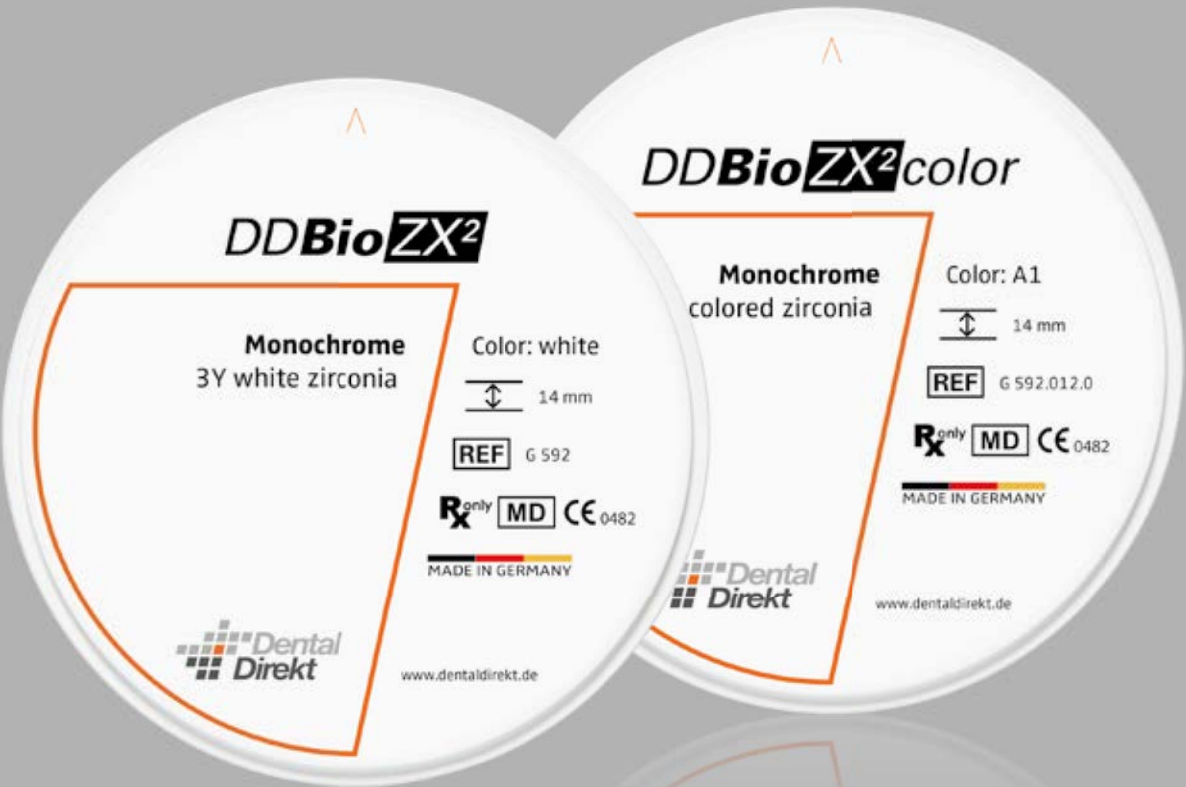 DDBioZX²
Monochrome
3Y white zirconia
Color: white
14 mm
REF G 592
Rx only MD CE 0482
MADE IN GERMANY
Dental
Direkt
www.dentaldirekt.de
DDBioZX²color
Monochrome
colored zirconia
Color: A1
14 mm
REF G 592.012.0
Rx only MD CE 0482
MADE IN GERMANY
Dental
Direkt
www.dentaldirekt.de